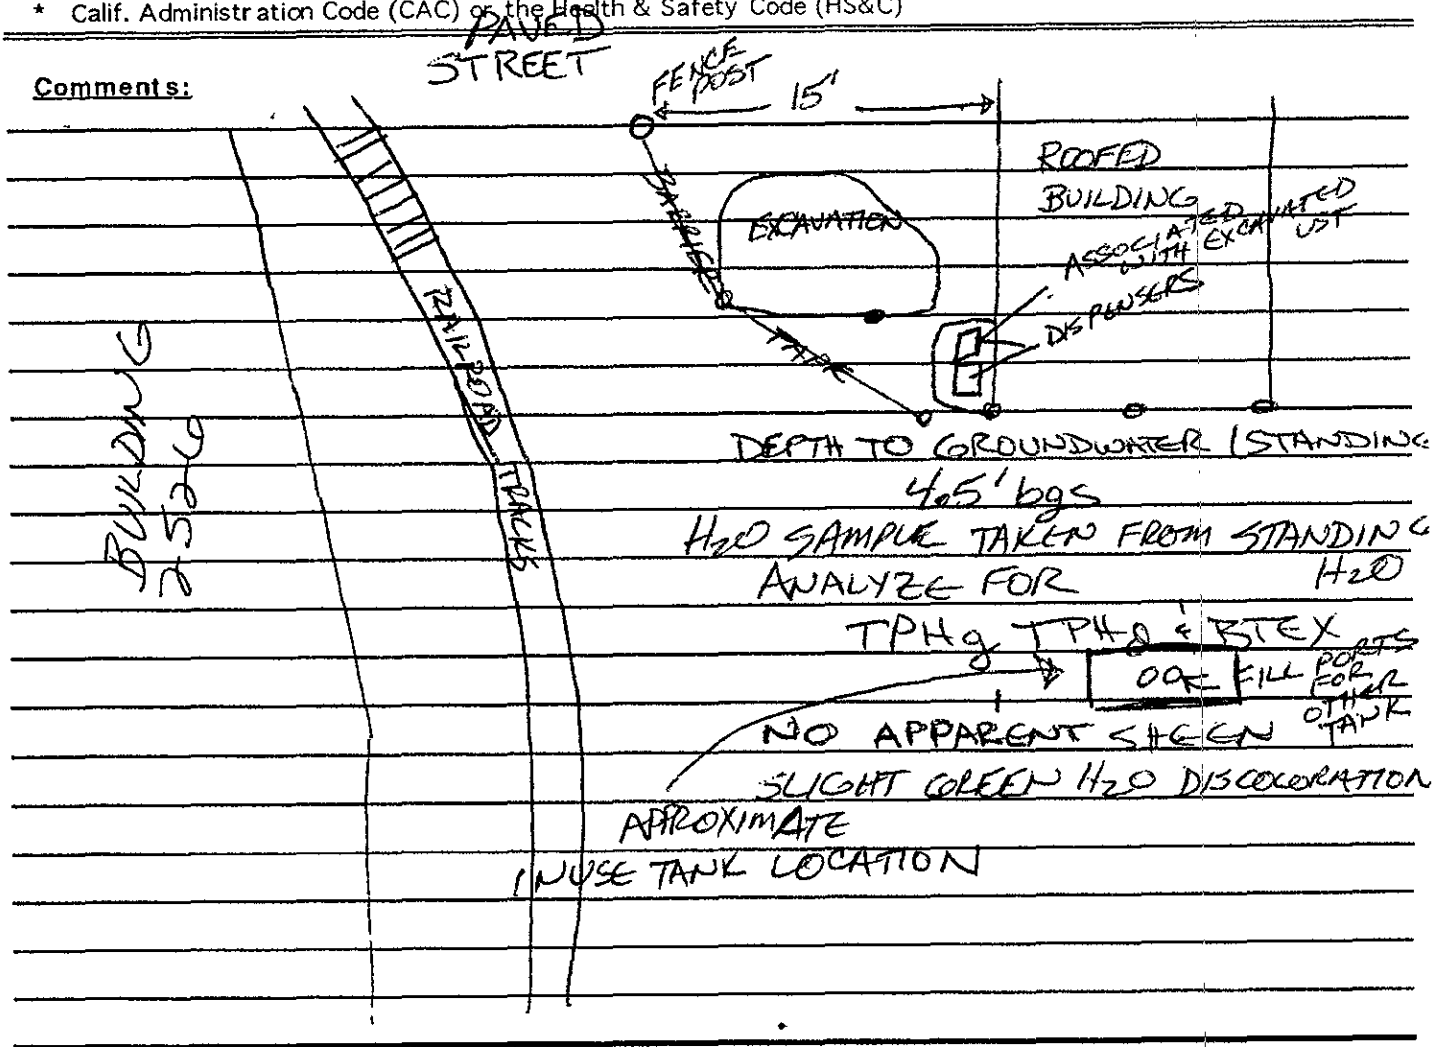 * Calif. Administration Code (CAC) or the Health & Safety Code (HS&C)
PAVED
STREET
Comments:
FENCE
POST
15'
ROOFED
BUILDING
EXCAVATION
BARRIER
ASSOCIATED
WITH EXCAVATED
UST
DISPENSERS
TAPE
RAILROAD TRACKS
BUILDING
2526
DEPTH TO GROUNDWATER (STANDING
4.5' bgs
H2O SAMPLE TAKEN FROM STANDING
H2O
ANALYZE FOR
TPHg TPHd & BTEX
FILL PORTS
FOR
OTHER
TANK
NO APPARENT SHEEN
SLIGHT GREEN H2O DISCOLORATION
APPROXIMATE
INUSE TANK LOCATION